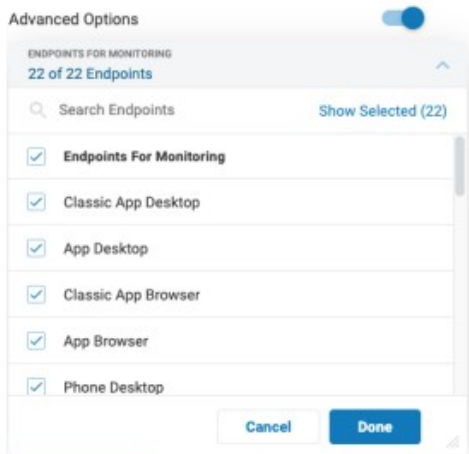 Advanced Options
ENDPOINTS FOR MONITORING
22 of 22 Endpoints
Search Endpoints Show Selected (22)
Endpoints For Monitoring
Classic App Desktop
App Desktop
Classic App Browser
App Browser
Phone Desktop
Cancel Done